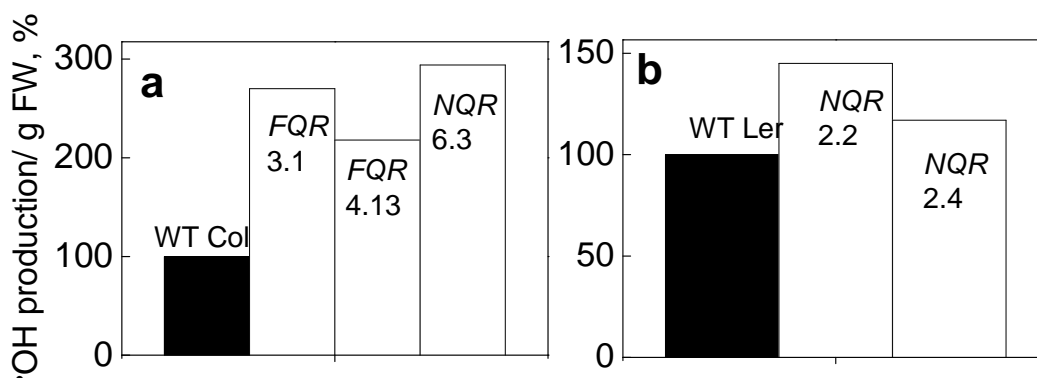 •OH production/ g FW, %
300
200
100
0
a
WT Col
FQR
3.1
FQR
4.13
NQR
6.3
150
100
50
0
b
WT Ler
NQR
2.2
NQR
2.4